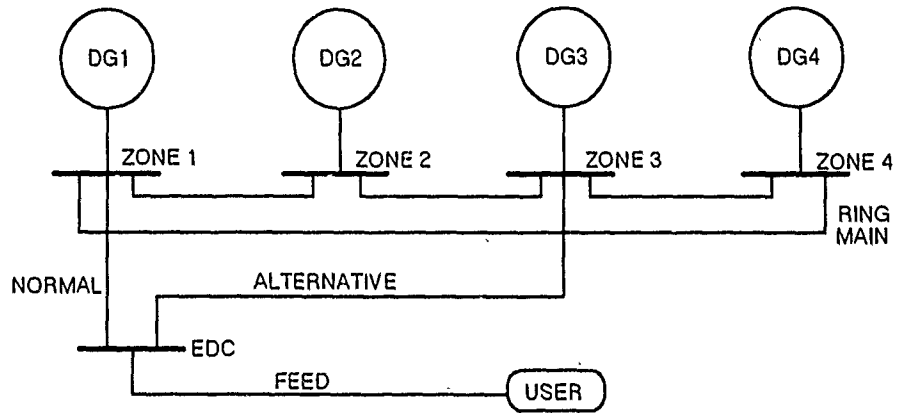 DG1
DG2
DG3
DG4
ZONE 1
ZONE 2
ZONE 3
ZONE 4
RING
MAIN
NORMAL
ALTERNATIVE
EDC
FEED
USER